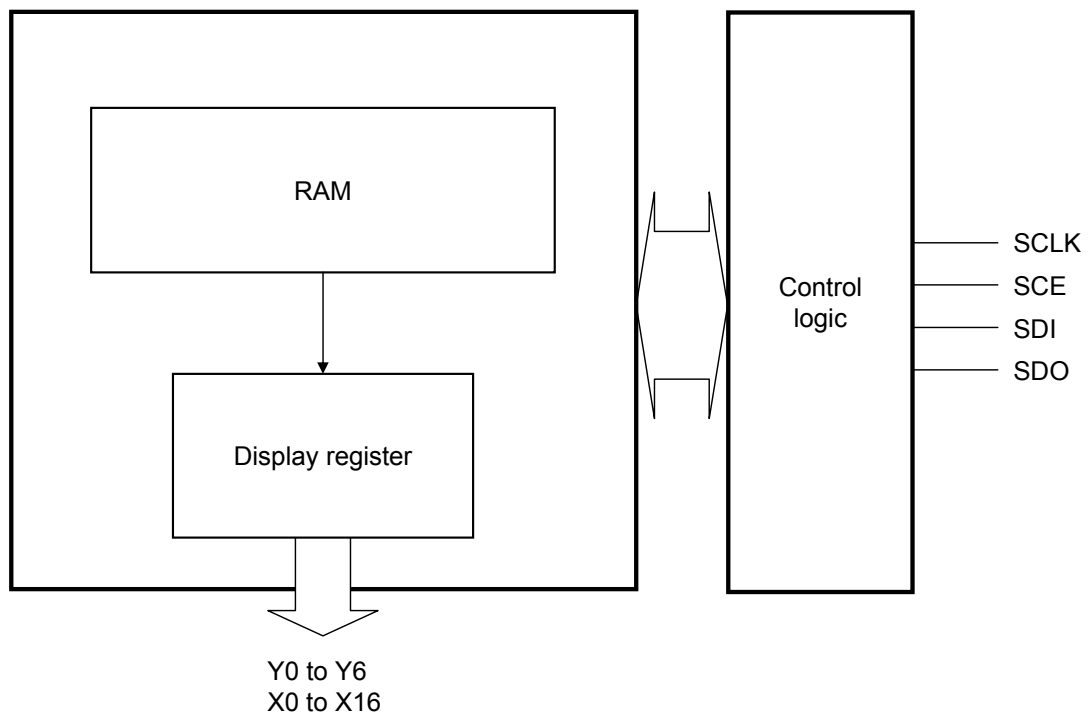 RAM
Display register
Control
logic
SCLK
SCE
SDI
SDO
Y0 to Y6
X0 to X16